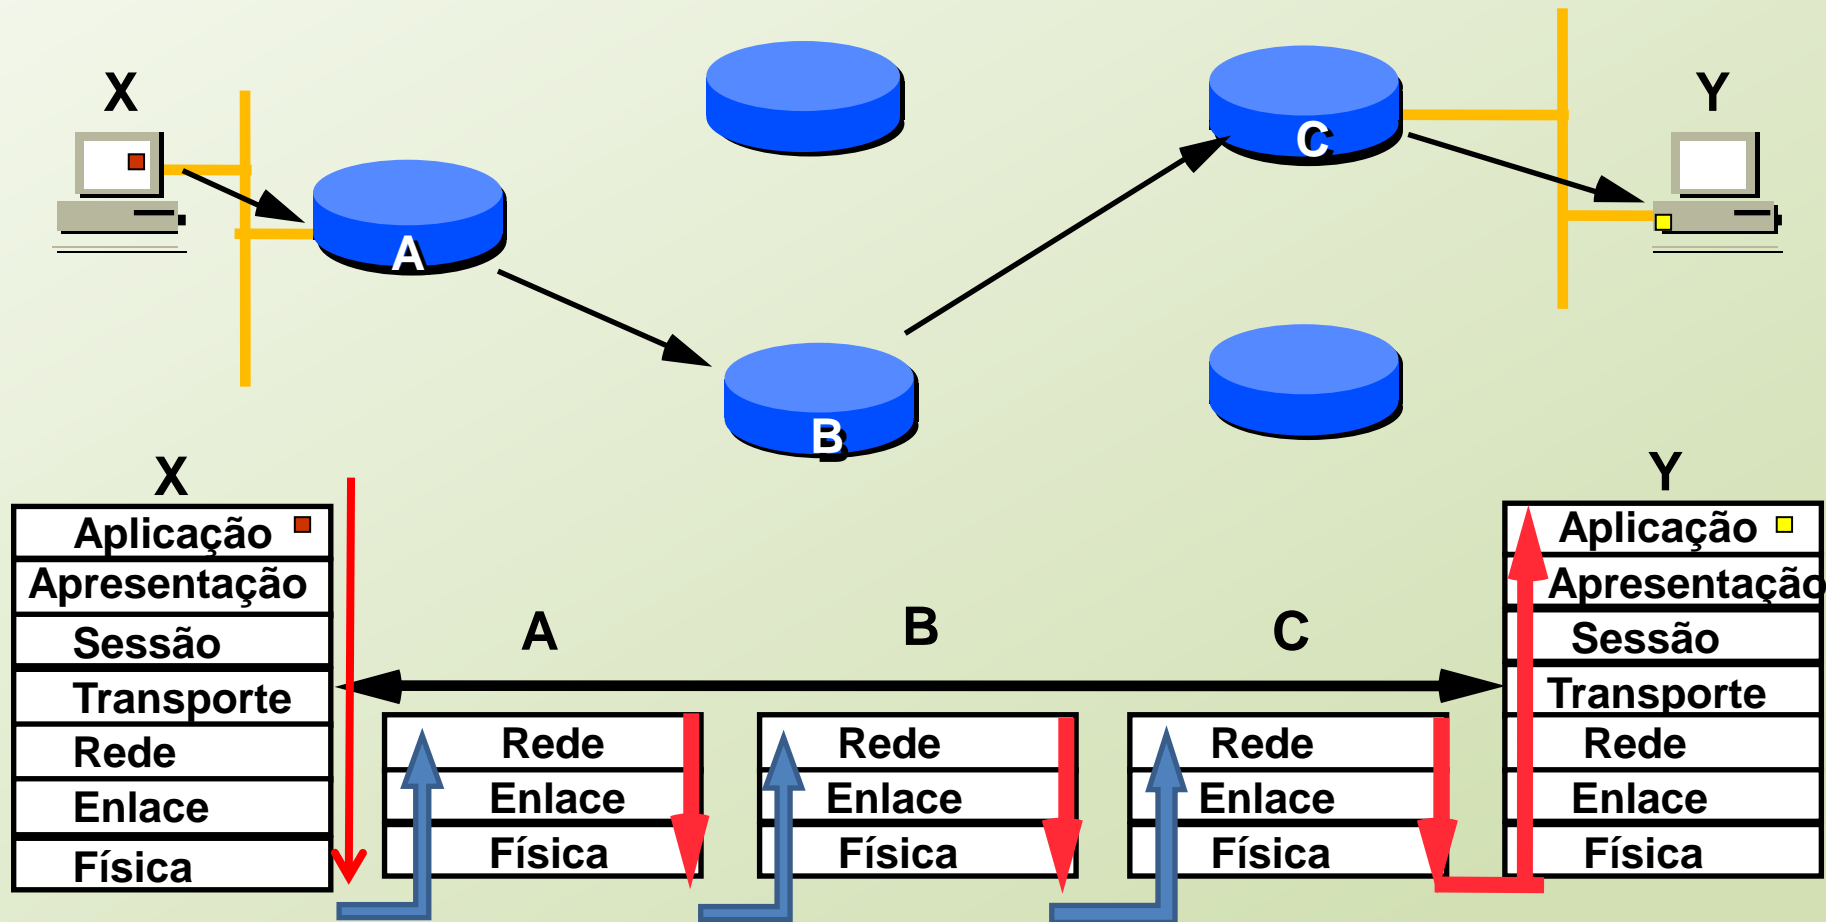 X
Y
C
A
B
X
Aplicação
Apresentação
Sessão
Transporte
Rede
Enlace
Física
A
Rede
Enlace
Física
B
Rede
Enlace
Física
C
Rede
Enlace
Física
Y
Aplicação
Apresentação
Sessão
Transporte
Rede
Enlace
Física